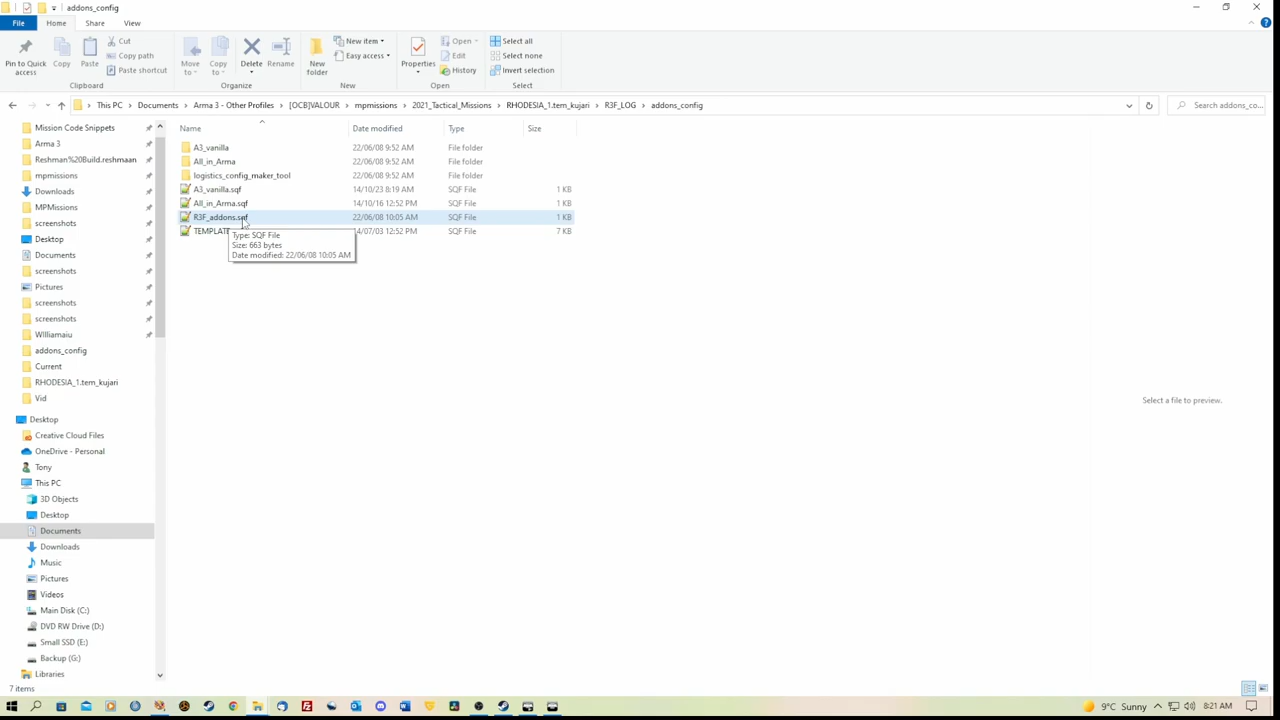 addons_config
File
Home
Share
View
Pin to Quick access
Copy
Paste
Cut
Copy path
Paste shortcut
Clipboard
Move to
Copy to
Delete
Rename
Organize
New folder
New item
Easy access
New
Properties
Open
Edit
History
Open
Select all
Select none
Invert selection
Select
This PC > Documents > Arma 3 - Other Profiles > [OCB]VALOUR > mpmissions > 2021_Tactical_Missions > RHODESIA_1.tem_kujari > R3F_LOG > addons_config
Search addons_co...
Mission Code Snippets
Arma 3
Reshman%20Build.reshmaan
mpmissions
Downloads
MPMissions
screenshots
Desktop
Documents
screenshots
Pictures
screenshots
screenshots
WIlliamaiu
addons_config
Current
RHODESIA_1.tem_kujari
Vid
Desktop
Creative Cloud Files
OneDrive - Personal
Tony
This PC
3D Objects
Desktop
Documents
Downloads
Music
Pictures
Videos
Main Disk (C:)
DVD RW Drive (D:)
Small SSD (E:)
Backup (G:)
Libraries
Name Date modified Type Size
A3_vanilla 22/06/08 9:52 AM File folder
All_in_Arma 22/06/08 9:52 AM File folder
logistics_config_maker_tool 22/06/08 9:52 AM File folder
A3_vanilla.sqf 14/10/23 8:19 AM SQF File 1 KB
All_in_Arma.sqf 14/10/16 12:52 PM SQF File 1 KB
R3F_addons.sqf 22/06/08 10:05 AM SQF File 1 KB
TEMPLATE 14/07/03 12:52 PM SQF File 7 KB
Type: SQF File
Size: 663 bytes
Date modified: 22/06/08 10:05 AM
Select a file to preview.
7 items
9°C Sunny
8:21 AM